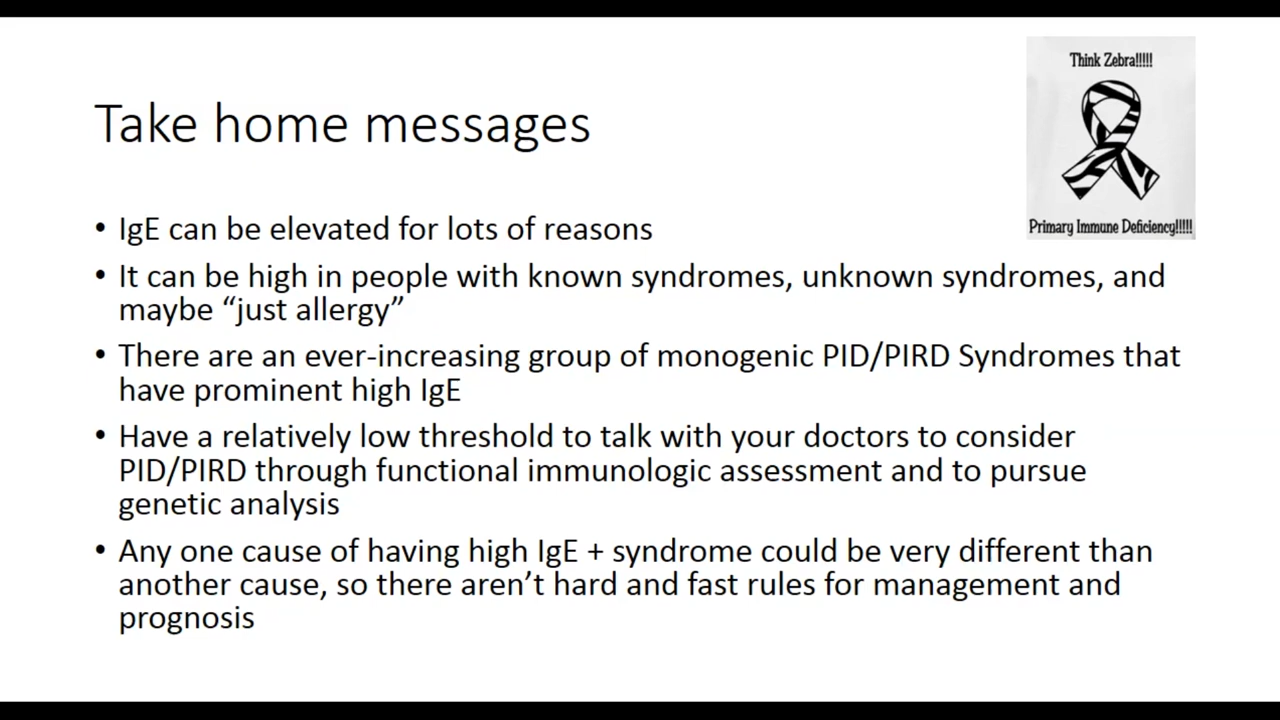 Think Zebra!!!!!
Primary Immune Deficiency!!!!!
Take home messages
• IgE can be elevated for lots of reasons
• It can be high in people with known syndromes, unknown syndromes, and
maybe “just allergy”
• There are an ever-increasing group of monogenic PID/PIRD Syndromes that
have prominent high IgE
• Have a relatively low threshold to talk with your doctors to consider
PID/PIRD through functional immunologic assessment and to pursue
genetic analysis
• Any one cause of having high IgE + syndrome could be very different than
another cause, so there aren’t hard and fast rules for management and
prognosis